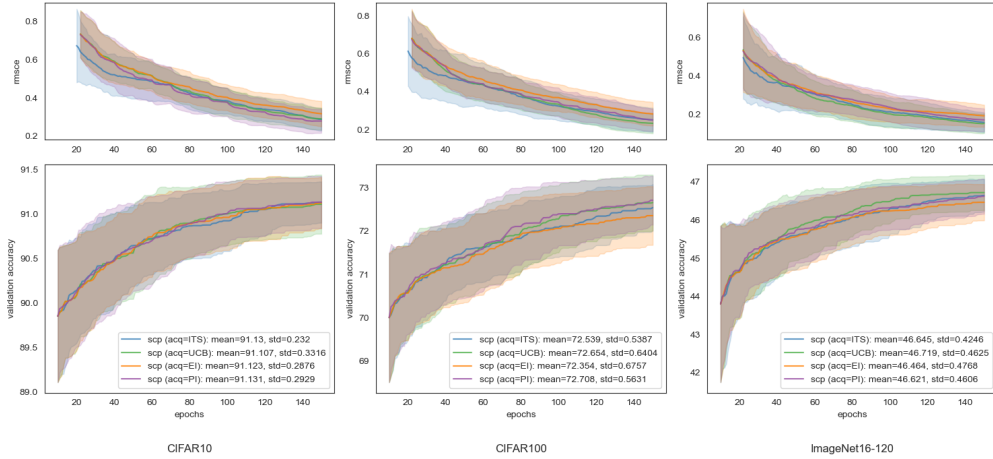 0.8
0.6
0.4
0.2
rmsce
20 40 60 80 100 120 140
0.8
0.6
0.4
0.2
rmsce
20 40 60 80 100 120 140
0.6
0.4
0.2
rmsce
20 40 60 80 100 120 140
91.5
91.0
90.5
90.0
89.5
89.0
validation accuracy
scp (acq=ITS): mean=91.13, std=0.232
scp (acq=UCB): mean=91.107, std=0.3316
scp (acq=EI): mean=91.123, std=0.2876
scp (acq=PI): mean=91.131, std=0.2929
20 40 60 80 100 120 140
epochs
73
72
71
70
69
validation accuracy
scp (acq=ITS): mean=72.539, std=0.5387
scp (acq=UCB): mean=72.654, std=0.6404
scp (acq=EI): mean=72.354, std=0.6757
scp (acq=PI): mean=72.708, std=0.5631
20 40 60 80 100 120 140
epochs
47
46
45
44
43
42
validation accuracy
scp (acq=ITS): mean=46.645, std=0.4246
scp (acq=UCB): mean=46.719, std=0.4625
scp (acq=EI): mean=46.464, std=0.4768
scp (acq=PI): mean=46.621, std=0.4606
20 40 60 80 100 120 140
epochs
CIFAR10
CIFAR100
ImageNet16-120